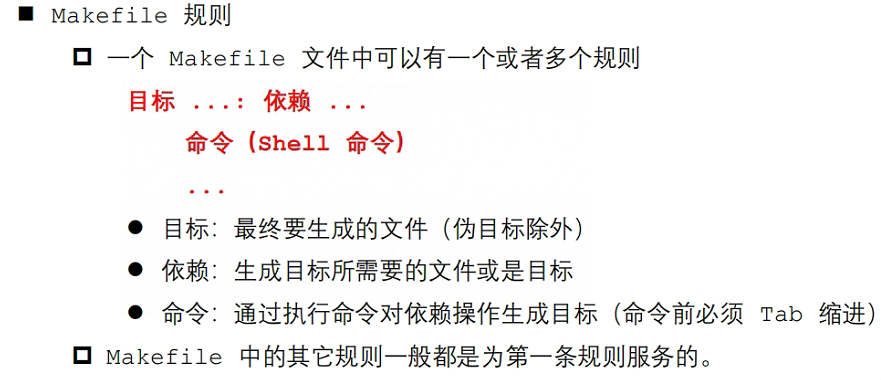 Makefile 规则
一个 Makefile 文件中可以有一个或者多个规则
目标 ...: 依赖 ...
命令（Shell 命令）
...
目标：最终要生成的文件（伪目标除外）
依赖：生成目标所需要的文件或是目标
命令：通过执行命令对依赖操作生成目标（命令前必须 Tab 缩进）
Makefile 中的其它规则一般都是为第一条规则服务的。